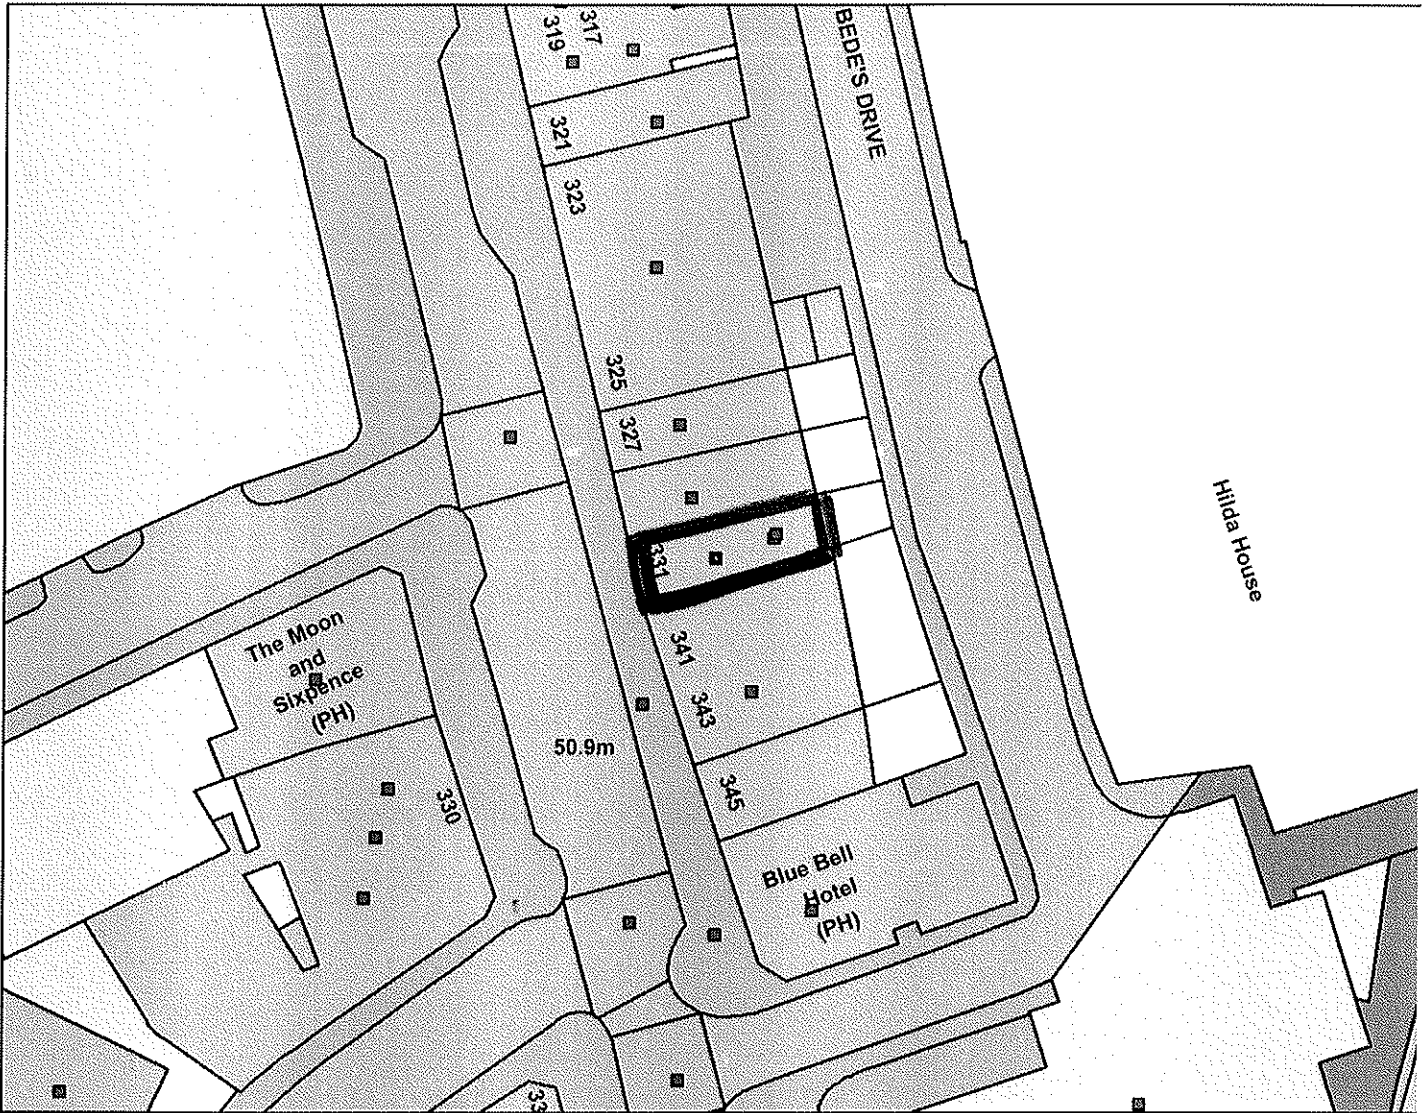 317
319
BEDE'S DRIVE
321
323
325
327
331
Hilda House
The Moon
and
Sixpence
(PH)
341
343
50.9m
330
345
Blue Bell
Hotel
(PH)
33